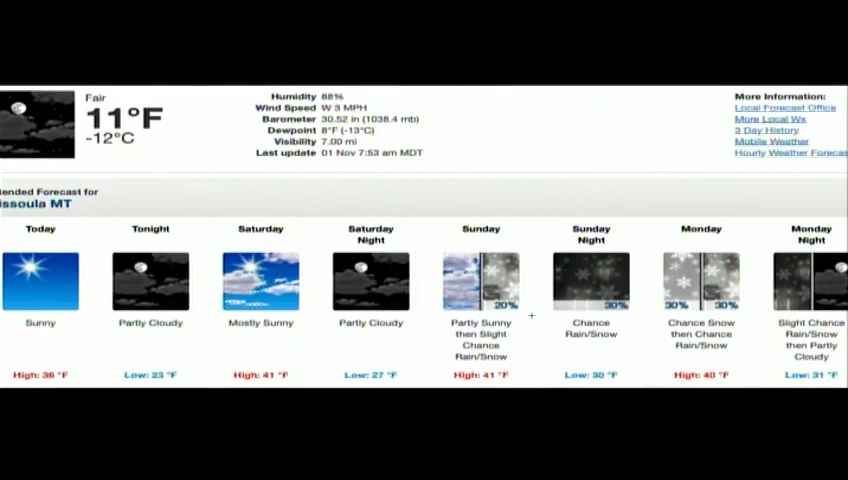 Fair
11°F
-12°C
Humidity 88%
Wind Speed W 3 MPH
Barometer 30.52 in (1038.4 mb)
Dewpoint 8°F (-13°C)
Visibility 7.00 mi
Last update 01 Nov 7:53 am MDT
More Information:
Local Forecast Office
More Local Wx
3 Day History
Mobile Weather
Hourly Weather Forecas
tended Forecast for
issoula MT
Today
Tonight
Saturday
Saturday
Night
Sunday
Sunday
Night
Monday
Monday
Night
20%
30%
30%
30%
Sunny
Partly Cloudy
Mostly Sunny
Partly Cloudy
Partly Sunny
then Slight
Chance
Rain/Snow
Chance
Rain/Snow
Chance Snow
then Chance
Rain/Snow
Slight Chance
Rain/Snow
then Partly
Cloudy
High: 36 °F
Low: 23 °F
High: 41 °F
Low: 27 °F
High: 41 °F
Low: 30 °F
High: 40 °F
Low: 31 °F